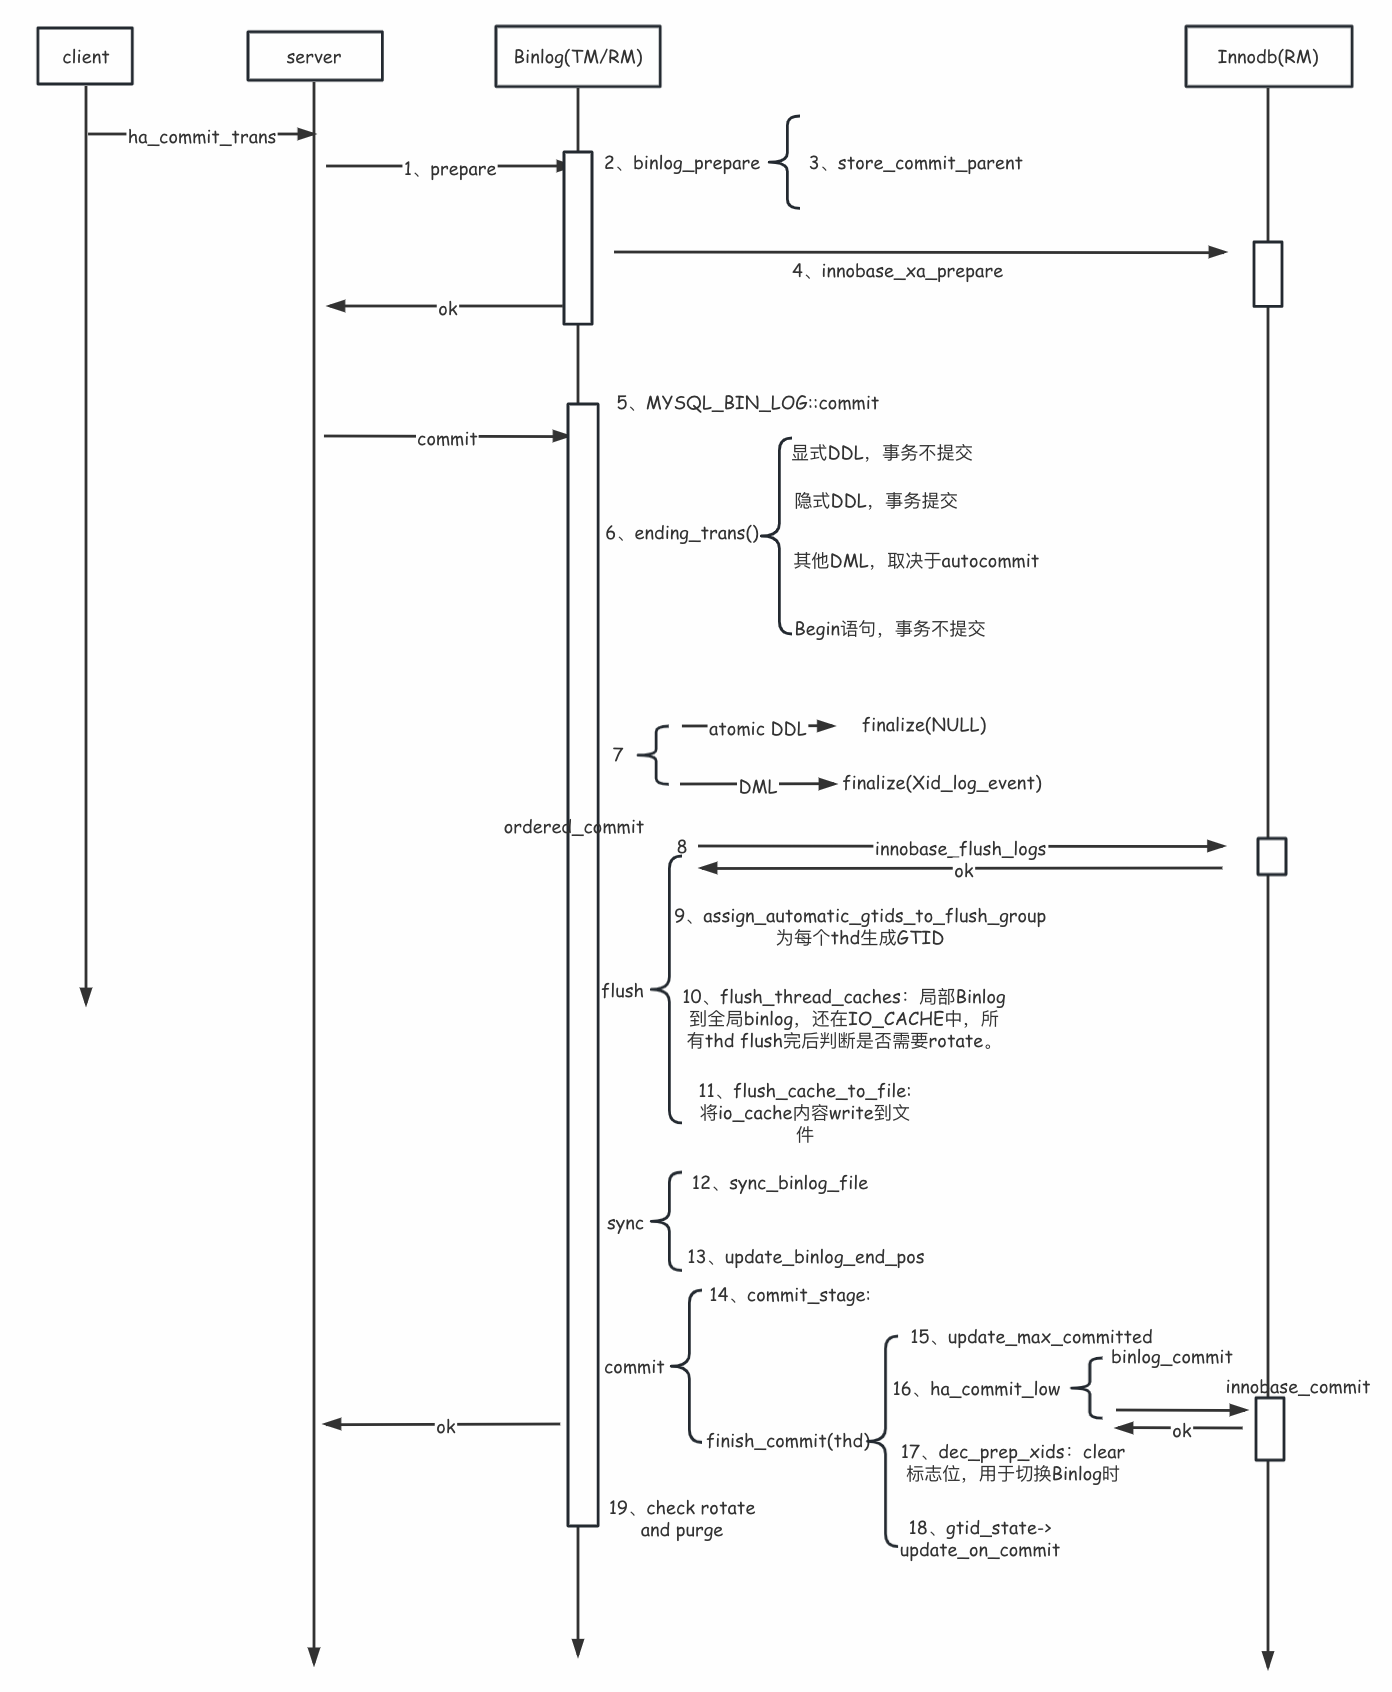 client
server
Binlog(TM/RM)
Innodb(RM)
ha_commit_trans
1、prepare
2、binlog_prepare
3、store_commit_parent
4、innobase_xa_prepare
ok
5、MYSQL_BIN_LOG::commit
commit
显式DDL，事务不提交
隐式DDL，事务提交
6、ending_trans()
其他DML，取决于autocommit
Begin语句，事务不提交
7
atomic DDL
finalize(NULL)
DML
finalize(Xid_log_event)
ordered_commit
8
innobase_flush_logs
ok
9、assign_automatic_gtids_to_flush_group
为每个thd生成GTID
flush
10、flush_thread_caches：局部Binlog
到全局binlog，还在IO_CACHE中，所
有thd flush完后判断是否需要rotate。
11、flush_cache_to_file:
将io_cache内容write到文
件
12、sync_binlog_file
sync
13、update_binlog_end_pos
14、commit_stage:
commit
15、update_max_committed
binlog_commit
16、ha_commit_low
innobase_commit
ok
finish_commit(thd)
ok
17、dec_prep_xids：clear
标志位，用于切换Binlog时
18、gtid_state->
update_on_commit
19、check rotate
and purge